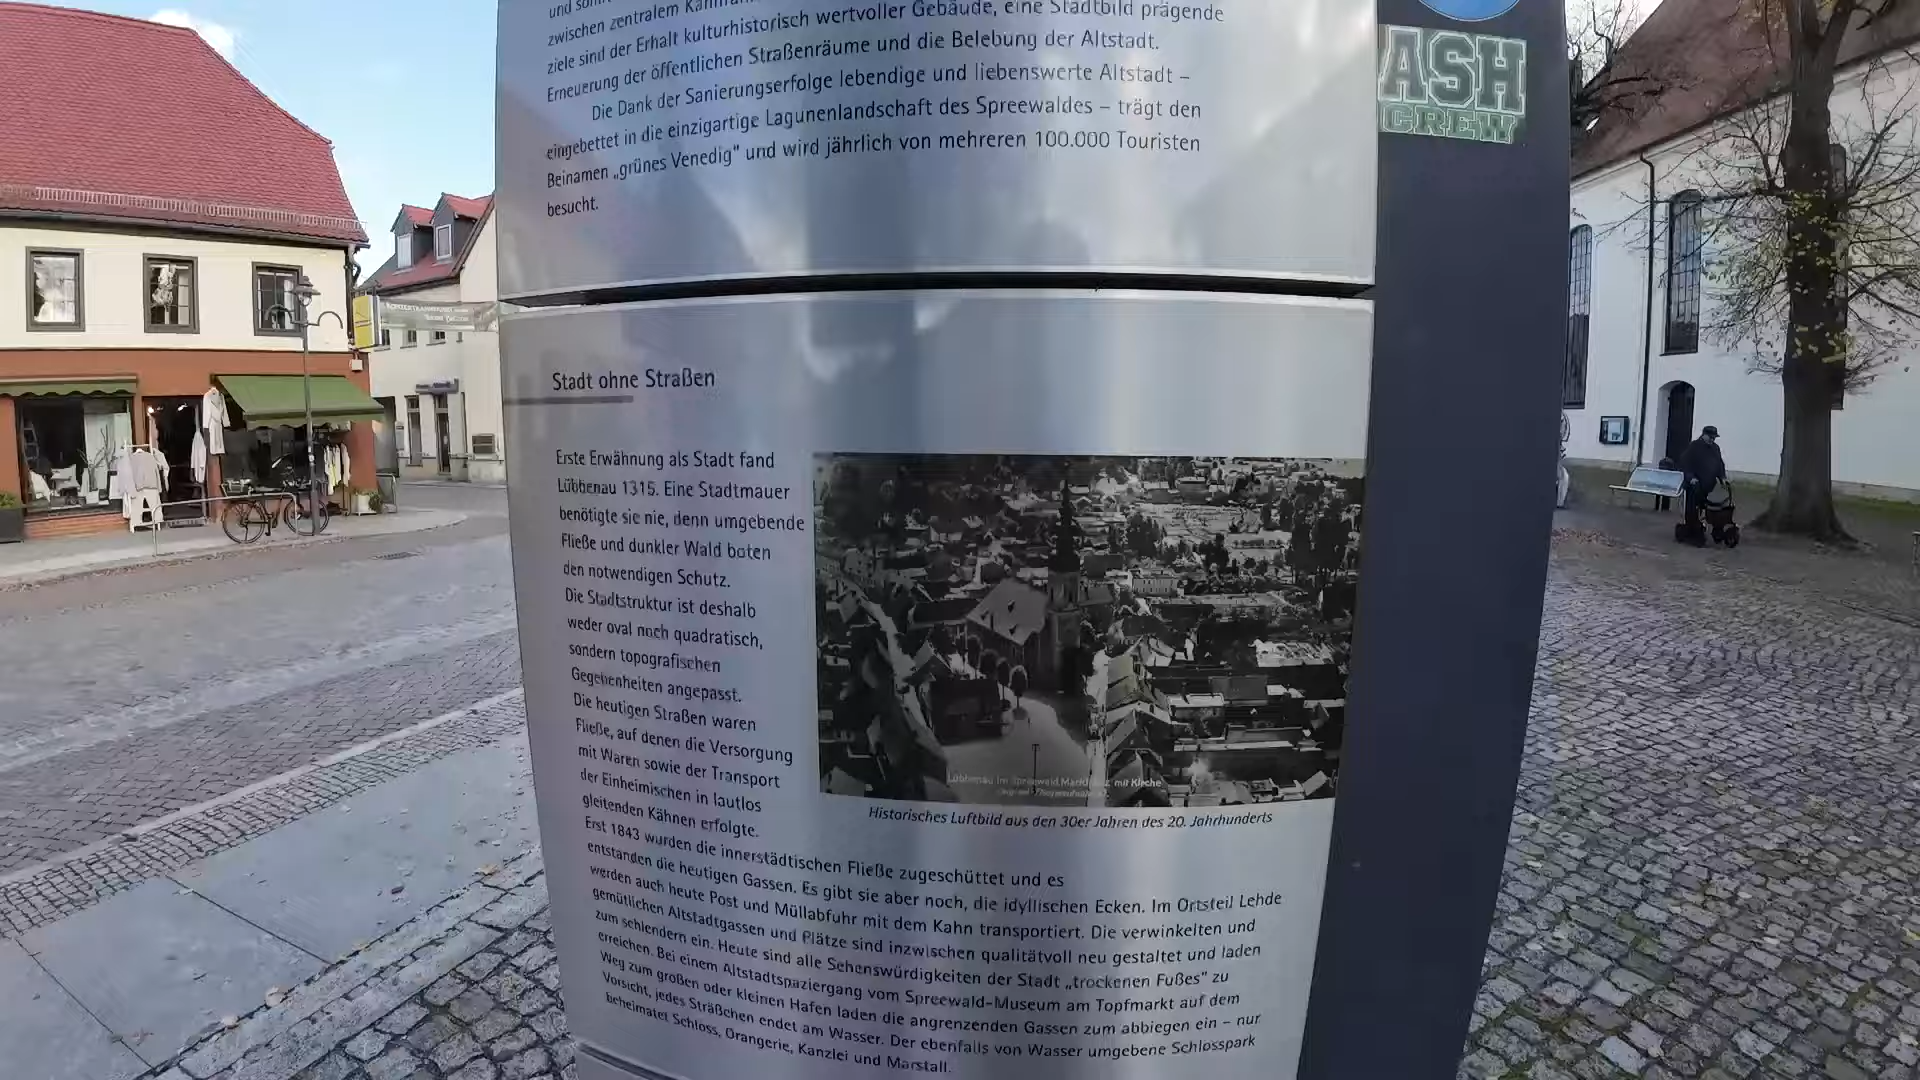 zwischen zentralem
ziele sind der Erhalt kulturhistorisch wertvoller Gebäude, eine Stadtbild prägende
Erneuerung der öffentlichen Straßenräume und die Belebung der Altstadt.
Die Dank der Sanierungserfolge lebendige und liebenswerte Altstadt –
eingebettet in die einzigartige Lagunenlandschaft des Spreewaldes – trägt den
Beinamen „grünes Venedig“ und wird jährlich von mehreren 100.000 Touristen
besucht.
ASH
CREW
Stadt ohne Straßen
Erste Erwähnung als Stadt fand
Lübbenau 1315. Eine Stadtmauer
benötigte sie nie, denn umgebende
Fließe und dunkler Wald boten
den notwendigen Schutz.
Die Stadtstruktur ist deshalb
weder oval noch quadratisch,
sondern topografischen
Gegebenheiten angepasst.
Die heutigen Straßen waren
Fließe, auf denen die Versorgung
mit Waren sowie der Transport
der Einheimischen in lautlos
gleitenden Kähnen erfolgte.
Erst 1843 wurden die innerstädtischen Fließe zugeschüttet und es
entstanden die heutigen Gassen. Es gibt sie aber noch, die idyllischen Ecken. Im Ortsteil Lehde
werden auch heute Post und Müllabfuhr mit dem Kahn transportiert. Die verwinkelten und
gemütlichen Altstadtgassen und Plätze sind inzwischen qualitätvoll neu gestaltet und laden
zum schlendern ein. Heute sind alle Sehenswürdigkeiten der Stadt „trockenen Fußes“ zu
erreichen. Bei einem Altstadtspaziergang vom Spreewald-Museum am Topfmarkt auf dem
Weg zum großen oder kleinen Hafen laden die angrenzenden Gassen zum abbiegen ein – nur
Vorsicht, jedes Sträßchen endet am Wasser. Der ebenfalls von Wasser umgebene Schlosspark
beheimatet Schloss, Orangerie, Kanzlei und Marstall.
Lübbenau im Spreewald, Marktplatz mit Kirche
Historisches Luftbild aus den 30er Jahren des 20. Jahrhunderts